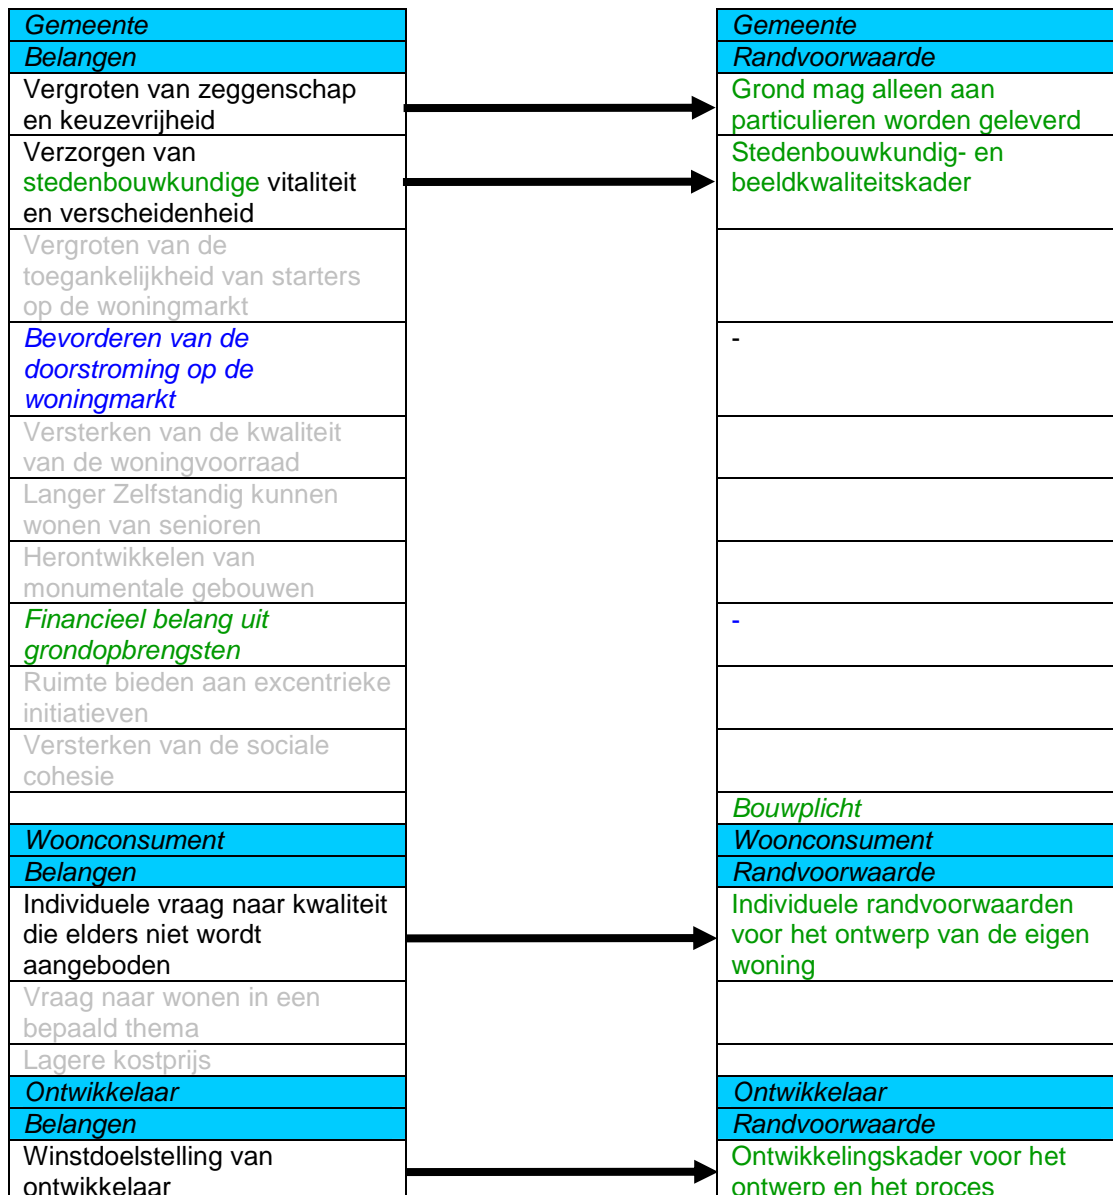 Gemeente
Belangen
Vergroten van zeggenschap
en keuzevrijheid
Verzorgen van
stedenbouwkundige vitaliteit
en verscheidenheid
Vergroten van de
toegankelijkheid van starters
op de woningmarkt
Bevorderen van de
doorstroming op de
woningmarkt
Versterken van de kwaliteit
van de woningvoorraad
Langer Zelfstandig kunnen
wonen van senioren
Herontwikkelen van
monumentale gebouwen
Financieel belang uit
grondopbrengsten
Ruimte bieden aan excentrieke
initiatieven
Versterken van de sociale
cohesie
Woonconsument
Belangen
Individuele vraag naar kwaliteit
die elders niet wordt
aangeboden
Vraag naar wonen in een
bepaald thema
Lagere kostprijs
Ontwikkelaar
Belangen
Winstdoelstelling van
ontwikkelaar
Gemeente
Randvoorwaarde
Grond mag alleen aan
particulieren worden geleverd
Stedenbouwkundig- en
beeldkwaliteitskader
-
-
Bouwplicht
Woonconsument
Randvoorwaarde
Individuele randvoorwaarden
voor het ontwerp van de eigen
woning
Ontwikkelaar
Randvoorwaarde
Ontwikkelingskader voor het
ontwerp en het proces